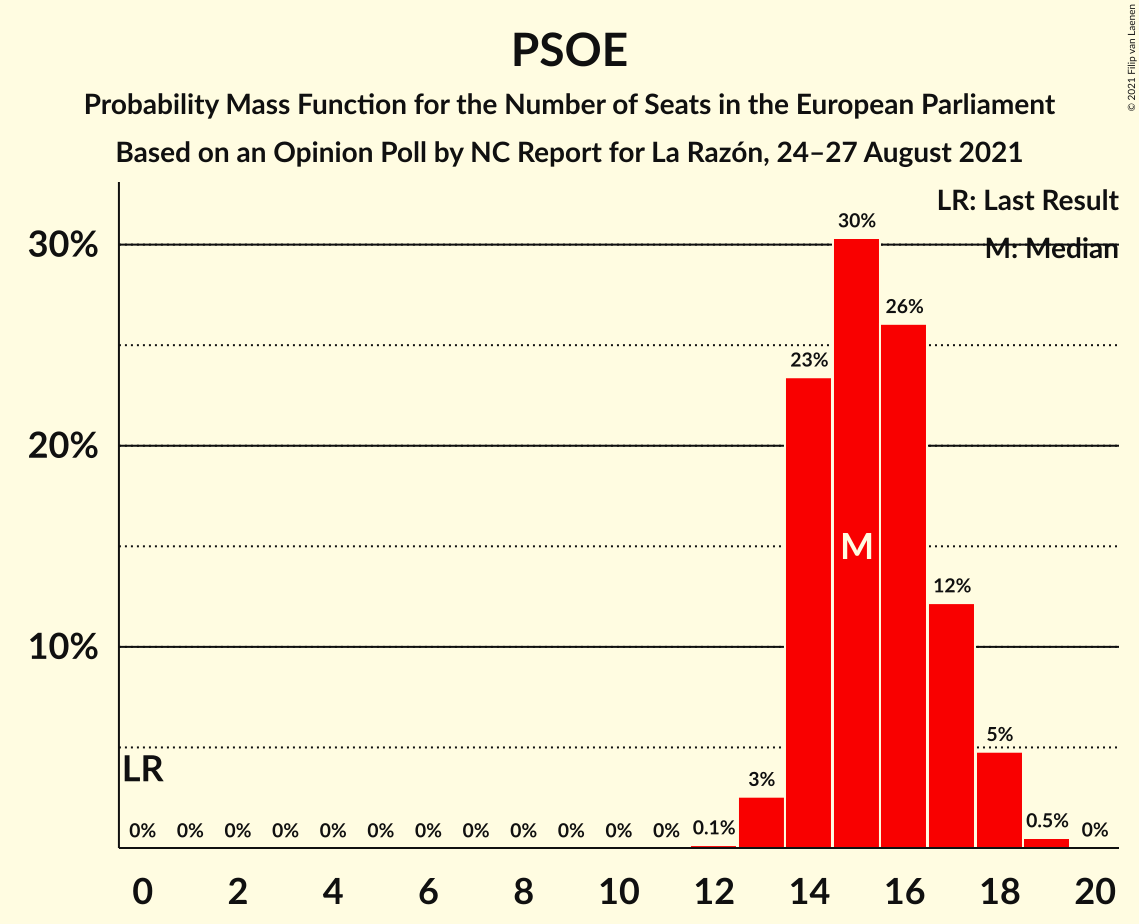 PSOE
Probability Mass Function for the Number of Seats in the European Parliament
Based on an Opinion Poll by NC Report for La Razón, 24–27 August 2021
© 2021 Filip van Laenen
LR: Last Result
M: Median
30%
20%
10%
30%
26%
23%
M
12%
5%
LR
3%
0% 0% 0% 0% 0% 0% 0% 0% 0% 0% 0% 0% 0.1% 0.5% 0%
0 2 4 6 8 10 12 14 16 18 20